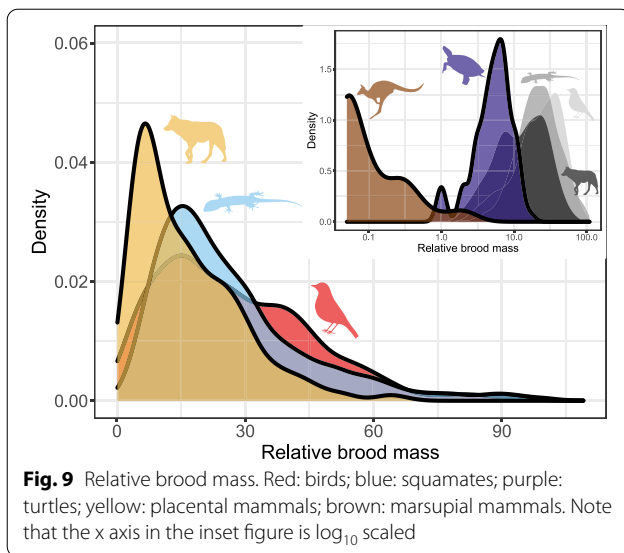 0.06
0.04
0.02
0.00
Density
0
30
60
90
Relative brood mass
1.5
1.0
0.5
0.0
Density
0.1
1.0
10.0
100.0
Relative brood mass
Fig. 9 Relative brood mass. Red: birds; blue: squamates; purple:
turtles; yellow: placental mammals; brown: marsupial mammals. Note
that the x axis in the inset figure is log10 scaled